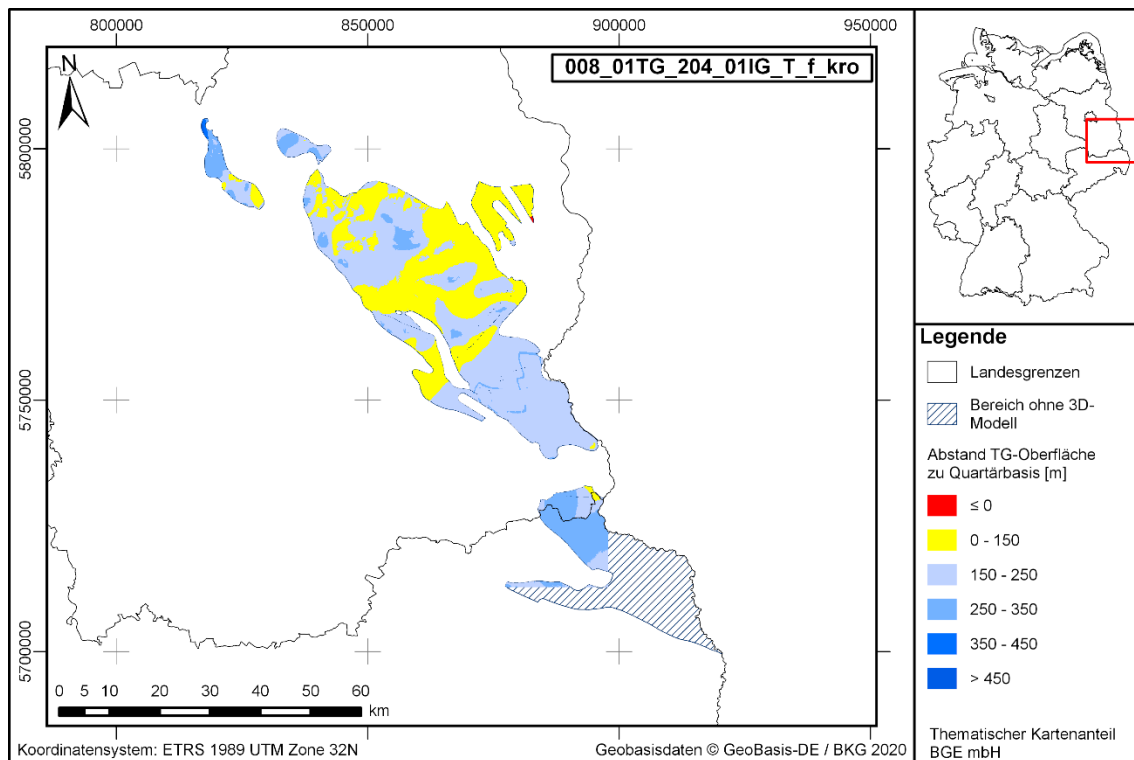 800000 850000 900000 950000
N
008_01TG_204_01IG_T_f_kro
5800000
5750000
5700000
0 5 10 20 30 40 50 60
km
Koordinatensystem: ETRS 1989 UTM Zone 32N
Geobasisdaten © GeoBasis-DE / BKG 2020
Legende
Landesgrenzen
Bereich ohne 3D-
Modell
Abstand TG-Oberfläche
zu Quartärbasis [m]
≤ 0
0 - 150
150 - 250
250 - 350
350 - 450
> 450
Thematischer Kartenanteil
BGE mbH